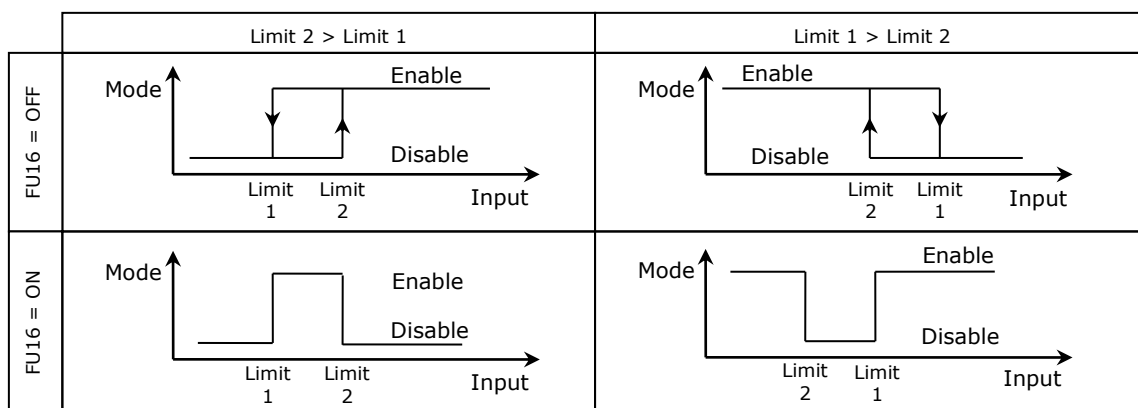 Limit 2 > Limit 1
Limit 1 > Limit 2
FU16 = OFF
Mode
Enable
Disable
Limit
1
Limit
2
Input
Mode
Enable
Disable
Limit
2
Limit
1
Input
FU16 = ON
Mode
Enable
Disable
Limit
1
Limit
2
Input
Mode
Enable
Disable
Limit
2
Limit
1
Input